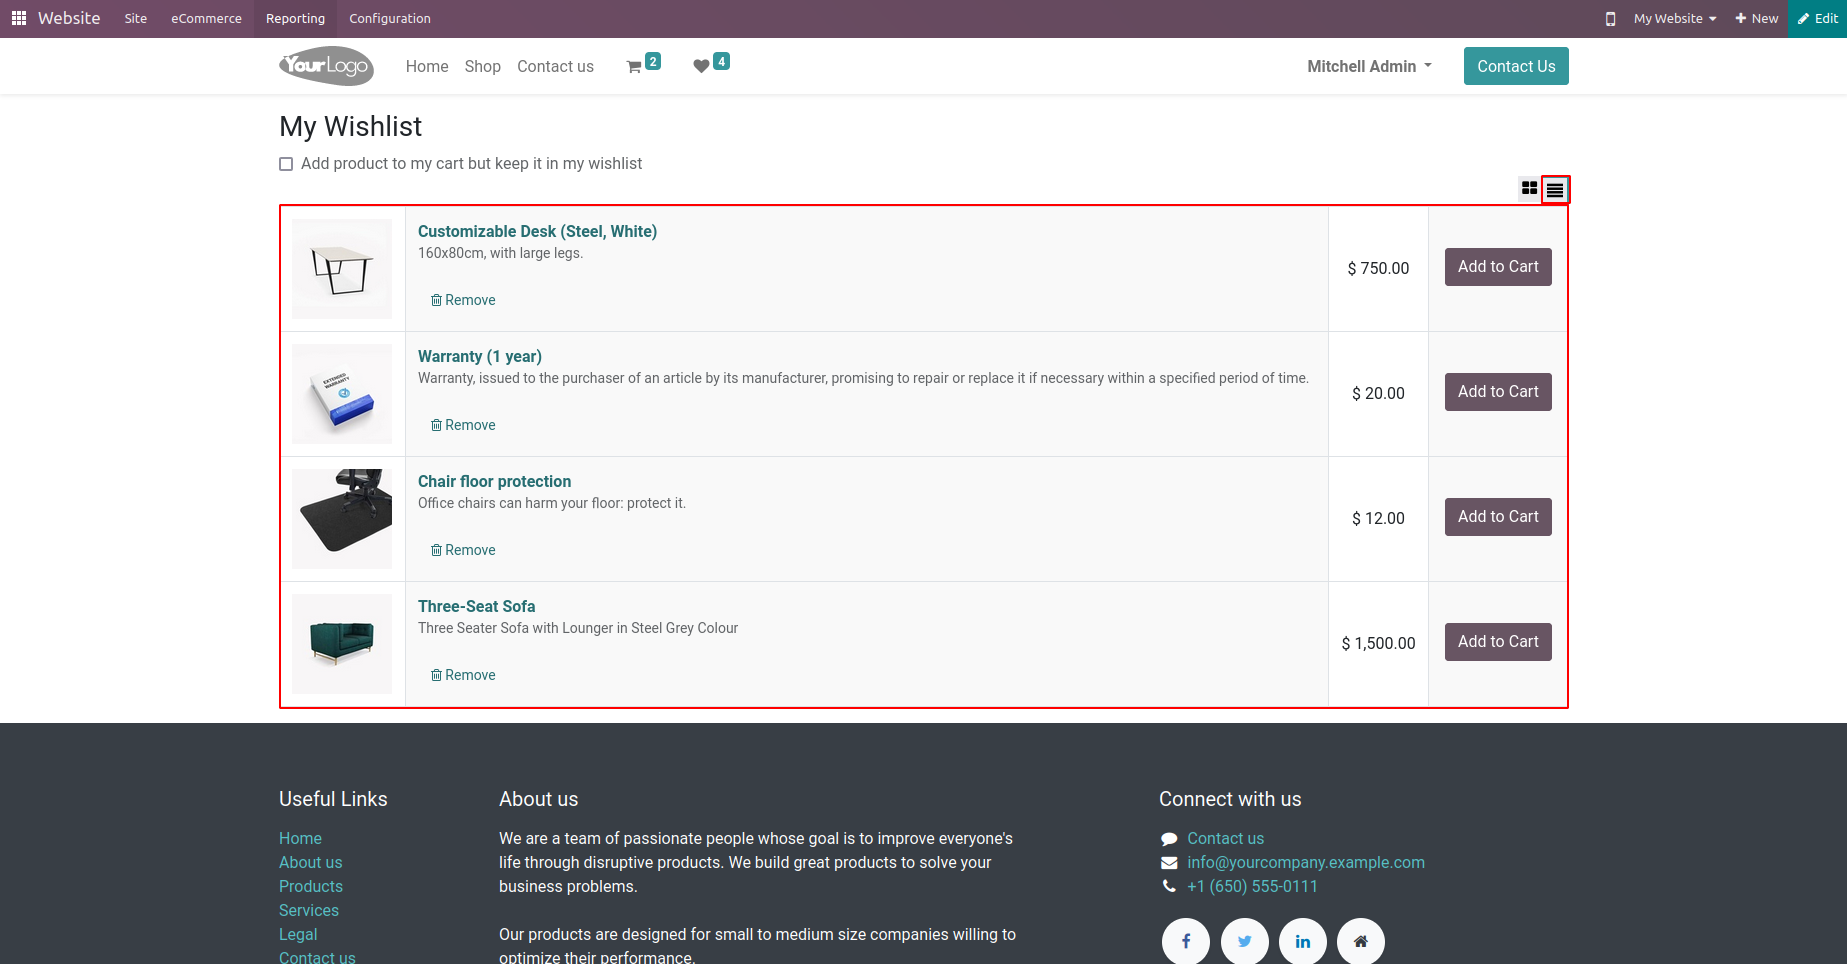 Website Site eCommerce Reporting Configuration My Website New Edit
YourLogo Home Shop Contact us 2 4 Mitchell Admin Contact Us
My Wishlist
Add product to my cart but keep it in my wishlist
Customizable Desk (Steel, White)
160x80cm, with large legs.
$ 750.00
Add to Cart
Remove
Warranty (1 year)
EXTENDED WARRANTY
Warranty, issued to the purchaser of an article by its manufacturer, promising to repair or replace it if necessary within a specified period of time.
$ 20.00
Add to Cart
Remove
Chair floor protection
Office chairs can harm your floor: protect it.
$ 12.00
Add to Cart
Remove
Three-Seat Sofa
Three Seater Sofa with Lounger in Steel Grey Colour
$ 1,500.00
Add to Cart
Remove
Useful Links
Home
About us
Products
Services
Legal
Contact us
About us
We are a team of passionate people whose goal is to improve everyone's
life through disruptive products. We build great products to solve your
business problems.
Our products are designed for small to medium size companies willing to
optimize their performance.
Connect with us
Contact us
info@yourcompany.example.com
+1 (650) 555-0111